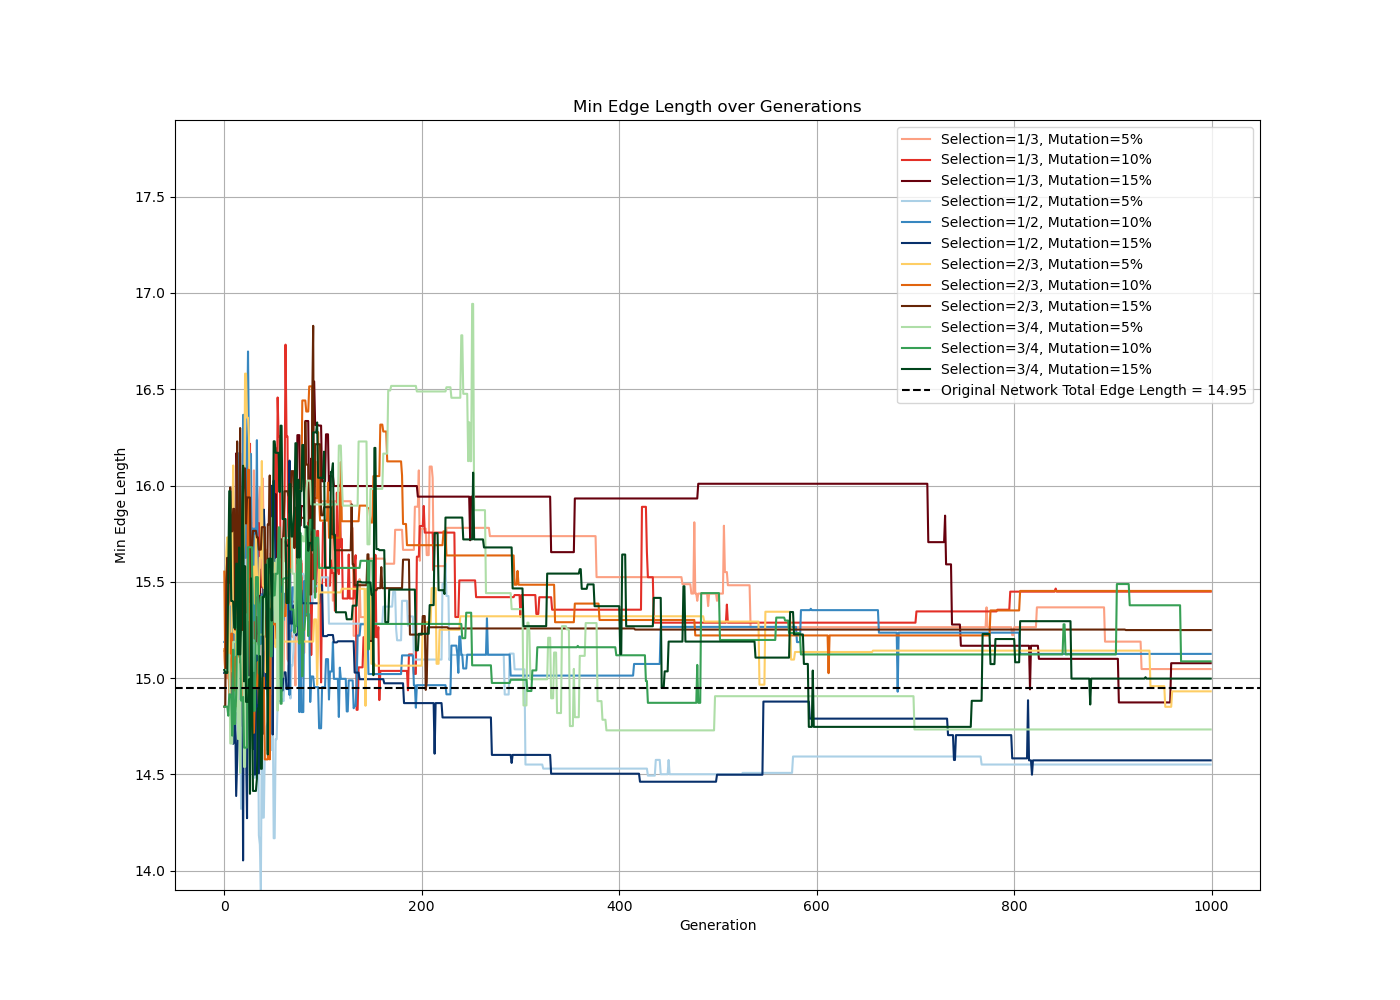 Min Edge Length over Generations
Min Edge Length
17.5
17.0
16.5
16.0
15.5
15.0
14.5
14.0
Selection=1/3, Mutation=5%
Selection=1/3, Mutation=10%
Selection=1/3, Mutation=15%
Selection=1/2, Mutation=5%
Selection=1/2, Mutation=10%
Selection=1/2, Mutation=15%
Selection=2/3, Mutation=5%
Selection=2/3, Mutation=10%
Selection=2/3, Mutation=15%
Selection=3/4, Mutation=5%
Selection=3/4, Mutation=10%
Selection=3/4, Mutation=15%
Original Network Total Edge Length = 14.95
0 200 400 600 800 1000
Generation